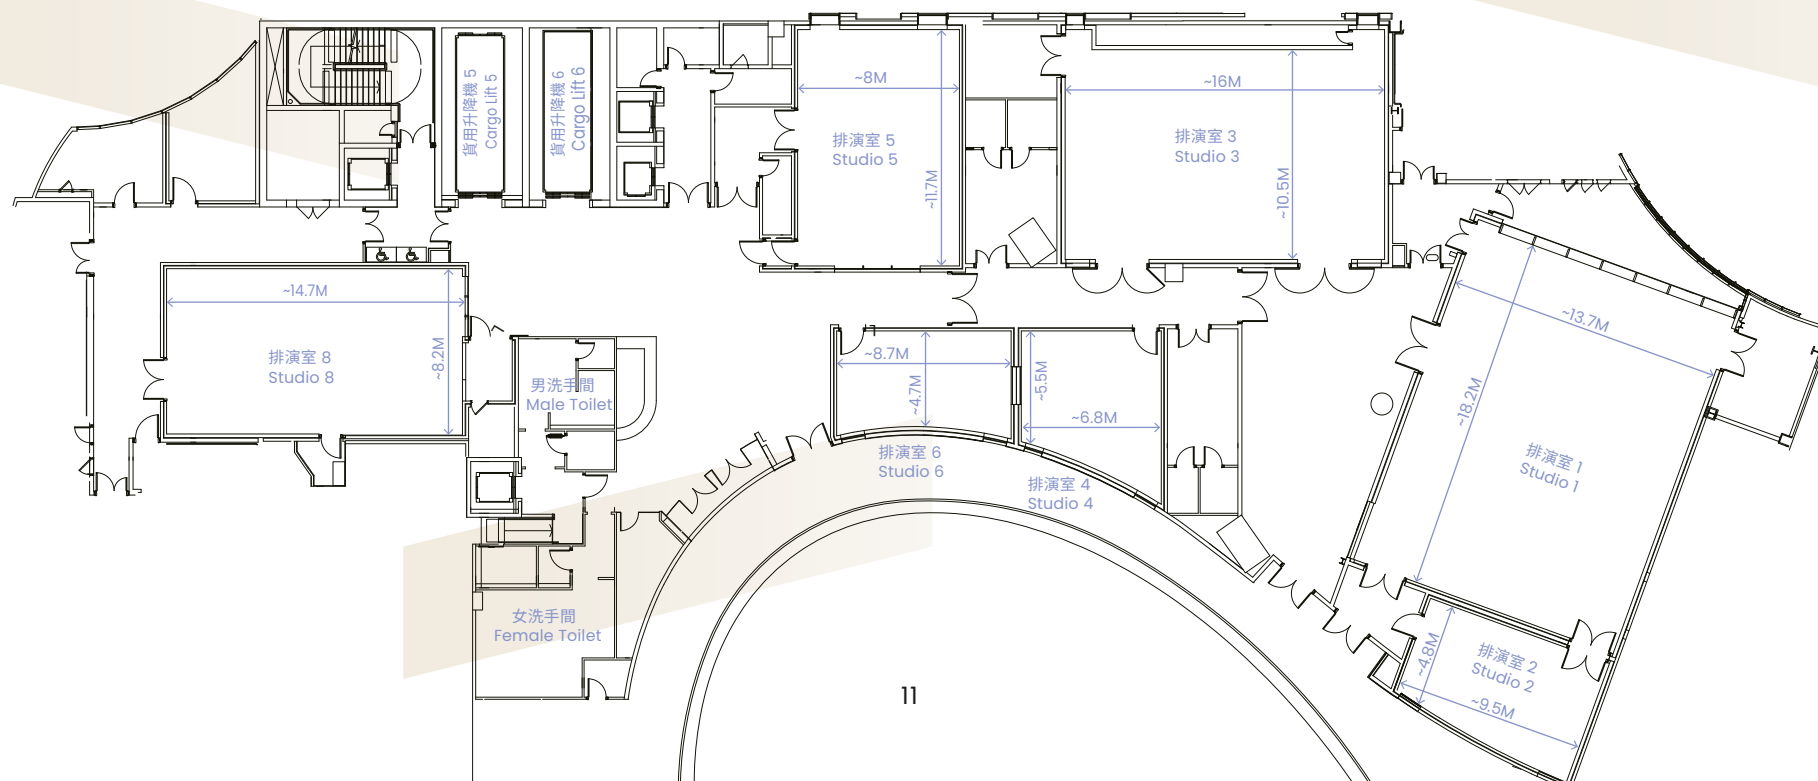 貨用升降機 5
Cargo Lift 5
貨用升降機 6
Cargo Lift 6
~8M
排演室 5
Studio 5
~11.7M
~16M
排演室 3
Studio 3
~10.5M
~14.7M
排演室 8
Studio 8
~8.2M
男洗手間
Male Toilet
~8.7M
~4.7M
排演室 6
Studio 6
~5.5M
~6.8M
排演室 4
Studio 4
~13.7M
~18.2M
排演室 1
Studio 1
女洗手間
Female Toilet
~4.8M
排演室 2
Studio 2
~9.5M
11